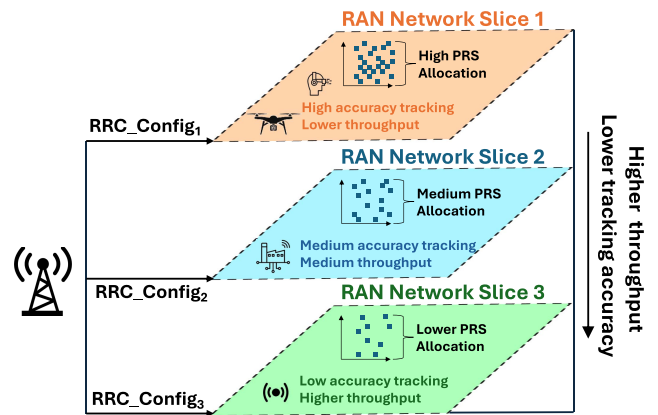 RAN Network Slice 1
High PRS
Allocation
High accuracy tracking
Lower throughput
RRC_Config1
RAN Network Slice 2
Medium PRS
Allocation
Medium accuracy tracking
Medium throughput
RRC_Config2
RAN Network Slice 3
Lower PRS
Allocation
Low accuracy tracking
Higher throughput
RRC_Config3
Higher throughput
Lower tracking accuracy